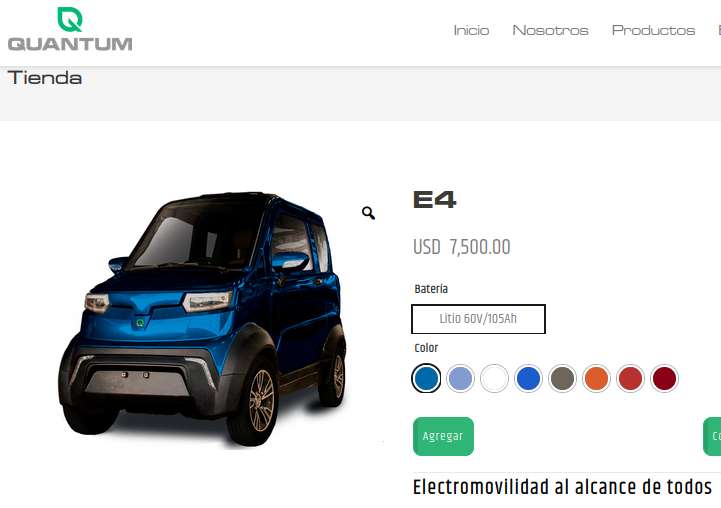 QUANTUM
Inicio Nosotros Productos
Tienda
E4
USD 7,500.00
Batería
Litio 60V/105Ah
Color
Agregar
Electromovilidad al alcance de todos